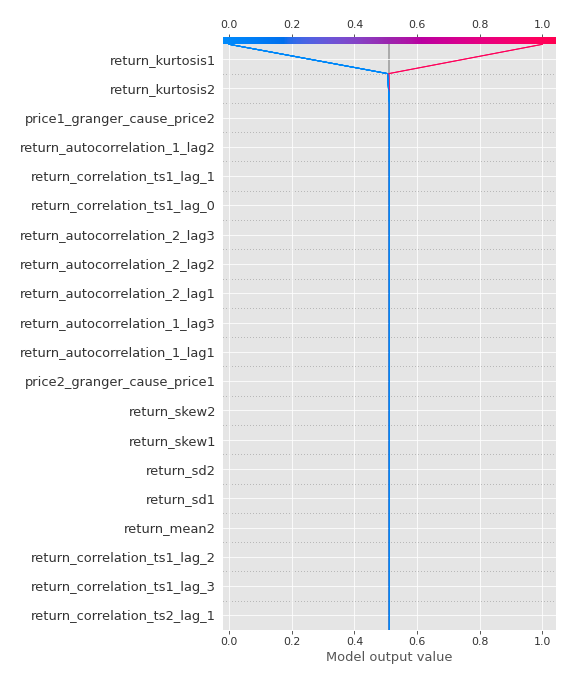 0.0 0.2 0.4 0.6 0.8 1.0
return_kurtosis1
return_kurtosis2
price1_granger_cause_price2
return_autocorrelation_1_lag2
return_correlation_ts1_lag_1
return_correlation_ts1_lag_0
return_autocorrelation_2_lag3
return_autocorrelation_2_lag2
return_autocorrelation_2_lag1
return_autocorrelation_1_lag3
return_autocorrelation_1_lag1
price2_granger_cause_price1
return_skew2
return_skew1
return_sd2
return_sd1
return_mean2
return_correlation_ts1_lag_2
return_correlation_ts1_lag_3
return_correlation_ts2_lag_1
0.0 0.2 0.4 0.6 0.8 1.0
Model output value